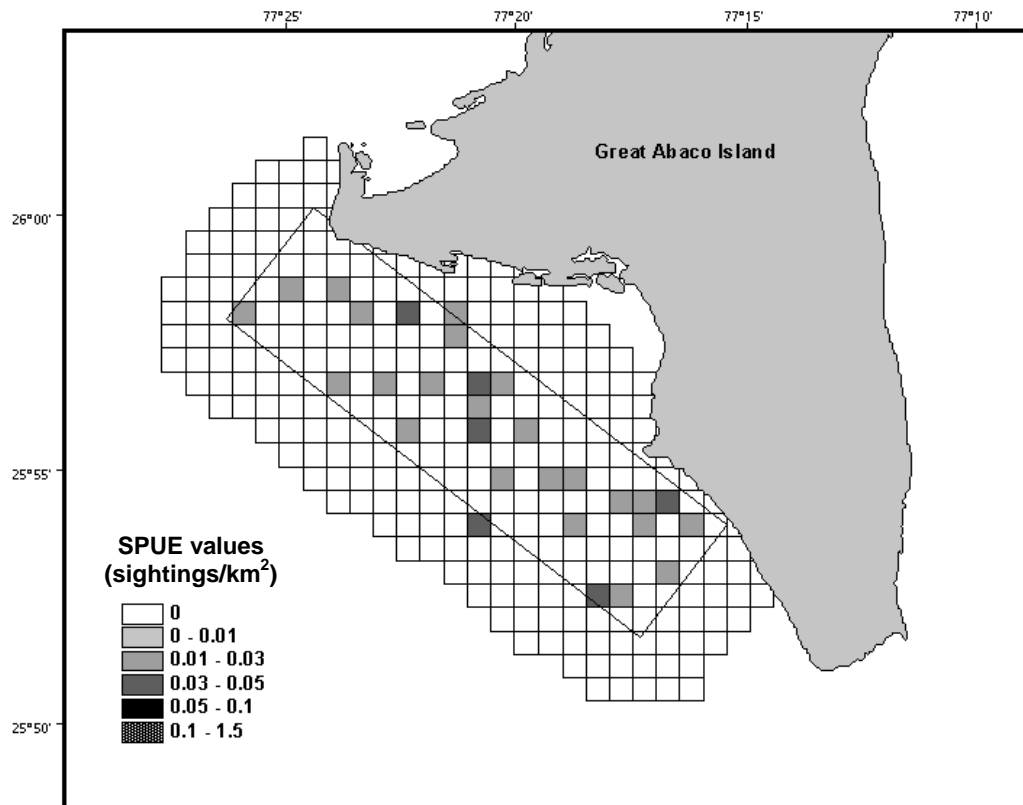 77°25' 77°20' 77°15' 77°10'
Great Abaco Island
26°00'
25°55'
SPUE values
(sightings/km²)
0
0 - 0.01
0.01 - 0.03
0.03 - 0.05
0.05 - 0.1
0.1 - 1.5
25°50'